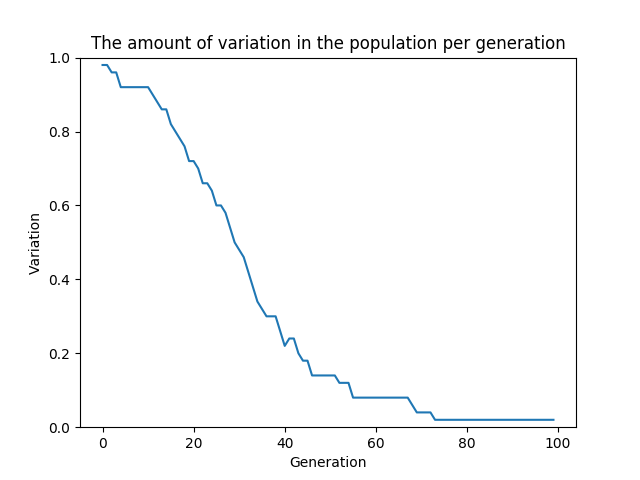 The amount of variation in the population per generation
1.0
0.8
0.6
0.4
0.2
0.0
Variation
0 20 40 60 80 100
Generation